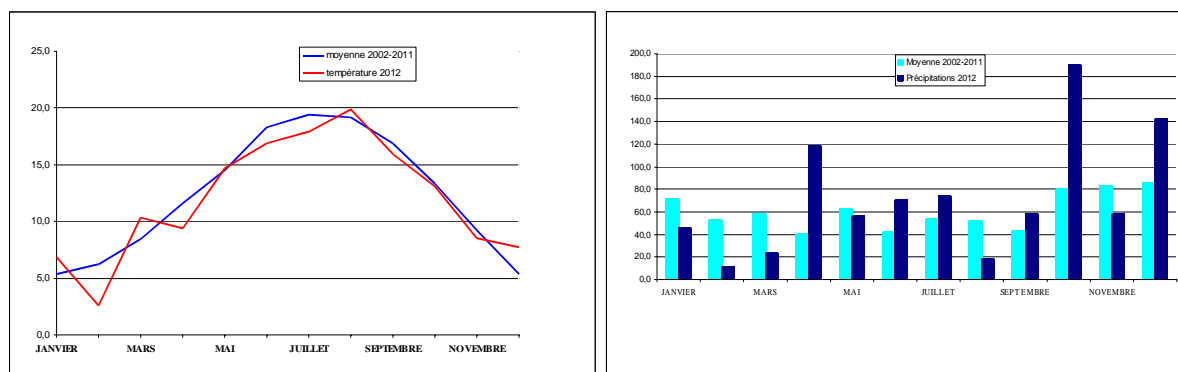 25,0
20,0
15,0
10,0
5,0
0,0
moyenne 2002-2011
température 2012
JANVIER MARS MAI JUILLET SEPTEMBRE NOVEMBRE
200,0
180,0
160,0
140,0
120,0
100,0
80,0
60,0
40,0
20,0
0,0
Moyenne 2002-2011
Précipitations 2012
JANVIER MARS MAI JUILLET SEPTEMBRE NOVEMBRE